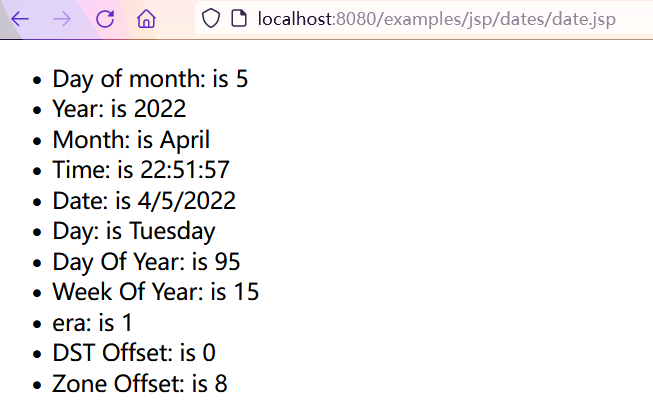 localhost:8080/examples/jsp/dates/date.jsp
• Day of month: is 5
• Year: is 2022
• Month: is April
• Time: is 22:51:57
• Date: is 4/5/2022
• Day: is Tuesday
• Day Of Year: is 95
• Week Of Year: is 15
• era: is 1
• DST Offset: is 0
• Zone Offset: is 8